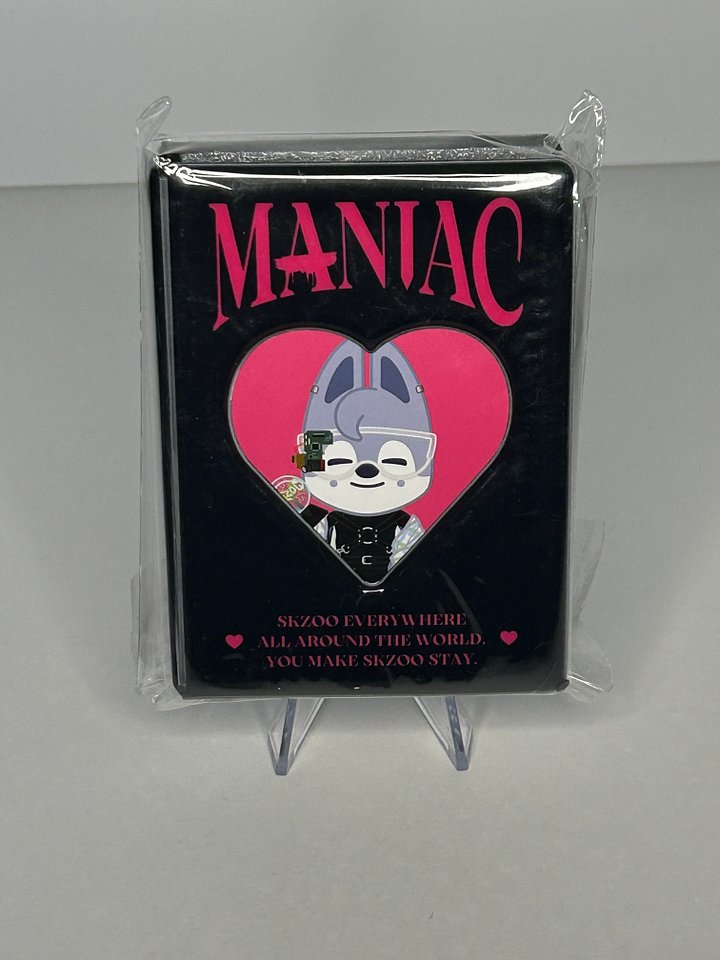 MANIAC
SKZOO EVERYWHERE
ALL AROUND THE WORLD.
YOU MAKE SKZOO STAY.